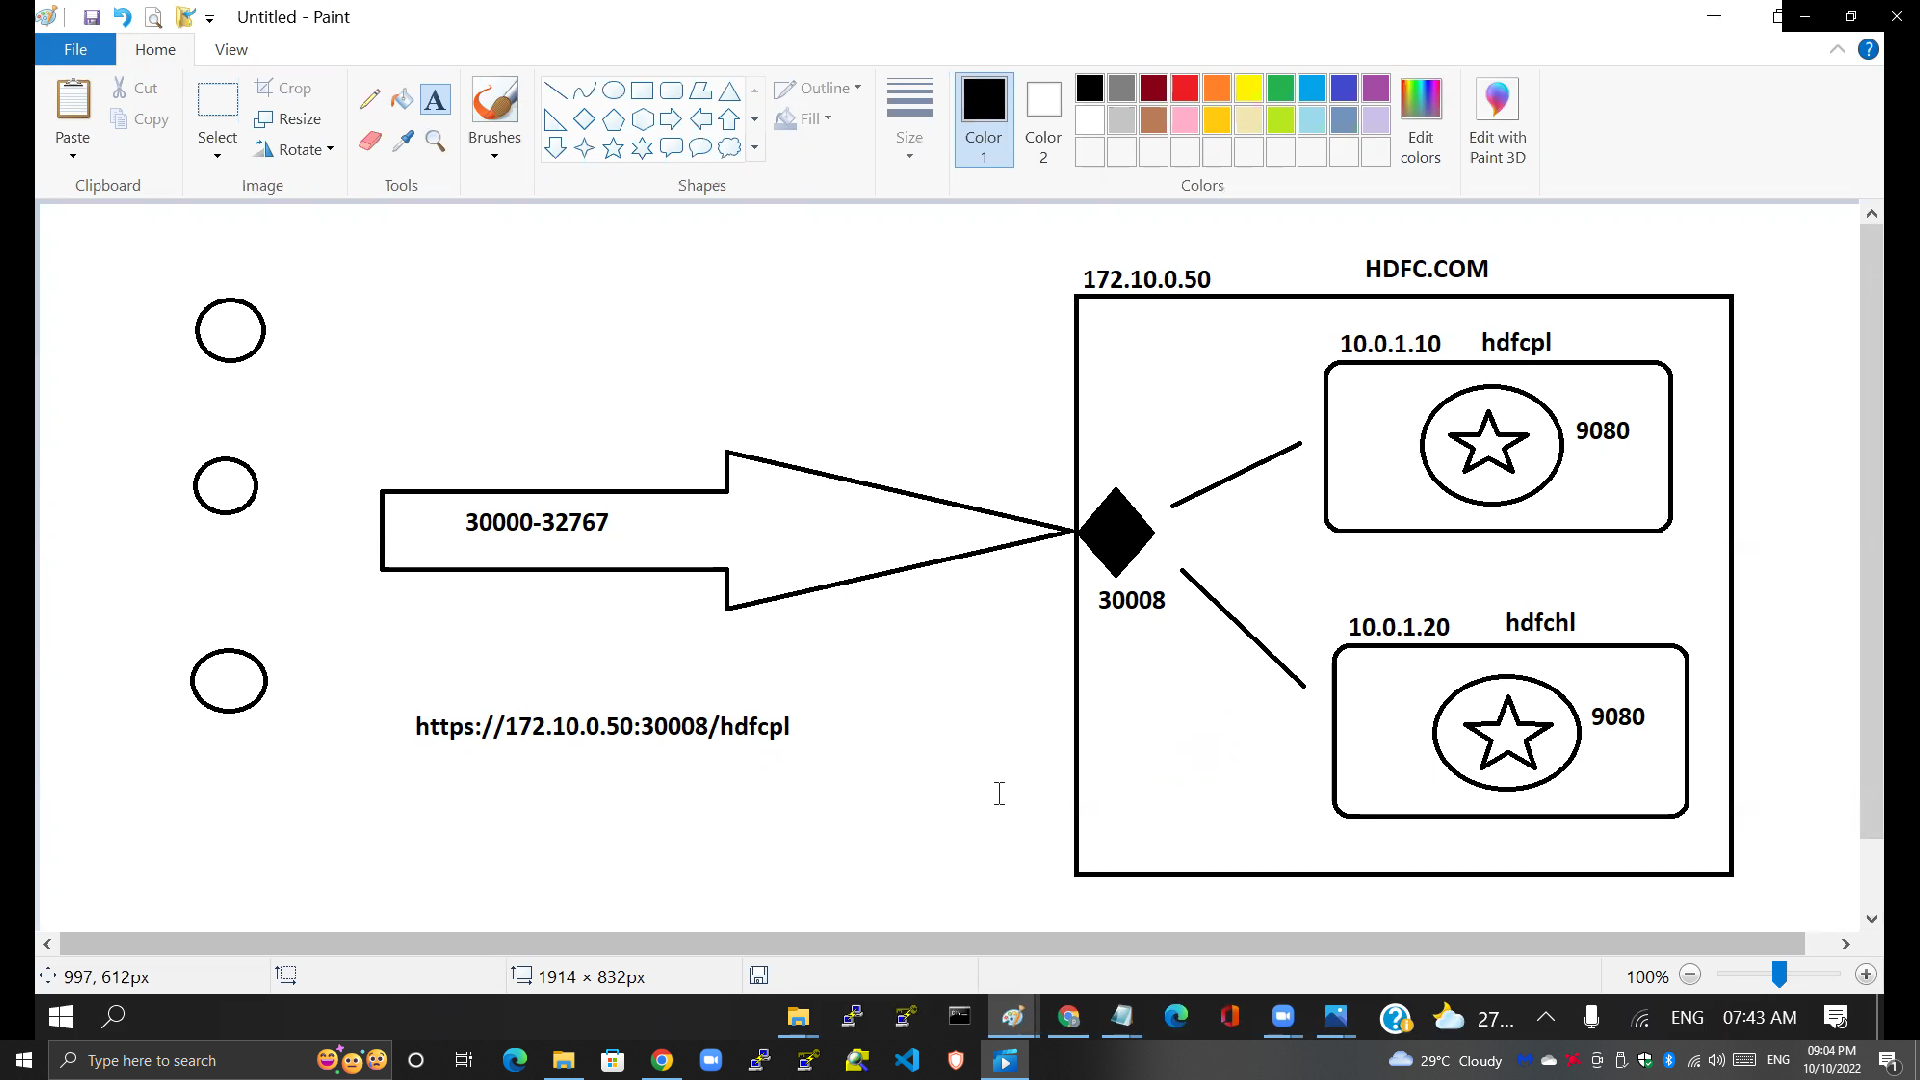 Untitled - Paint
File
Home
View
Paste
Cut
Copy
Clipboard
Select
Crop
Resize
Rotate
Image
A
Tools
Brushes
Shapes
Outline
Fill
Size
Color
1
Color
2
Edit
colors
Edit with
Paint 3D
Colors
?
172.10.0.50
HDFC.COM
10.0.1.10
hdfcpl
9080
30000-32767
30008
10.0.1.20
hdfchl
9080
https://172.10.0.50:30008/hdfcpl
997, 612px
1914 × 832px
100%
27...
ENG
07:43 AM
Type here to search
29°C Cloudy
ENG
09:04 PM
10/10/2022
1